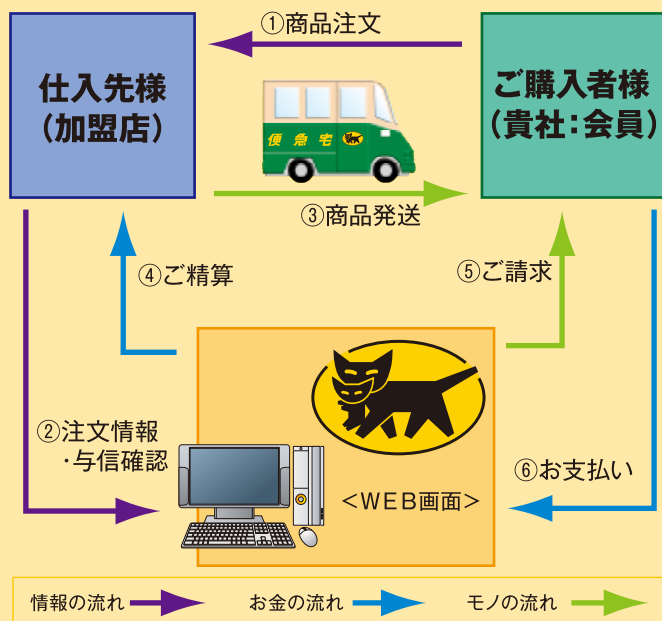 ①商品注文
仕入先様
（加盟店）
ご購入者様
（貴社：会員）
便急宅
③商品発送
④ご精算
⑤ご請求
②注文情報
・与信確認
＜WEB画面＞
⑥お支払い
情報の流れ
お金の流れ
モノの流れ